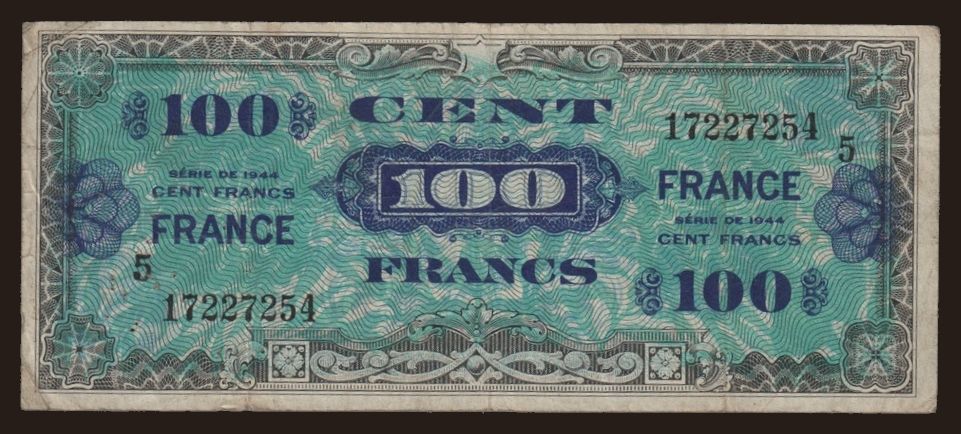 100 CENT 17227254 5
SÉRIE DE 1944
CENT FRANCS
FRANCE
100
FRANCE
SÉRIE DE 1944
CENT FRANCS
5
17227254
FRANCS
100